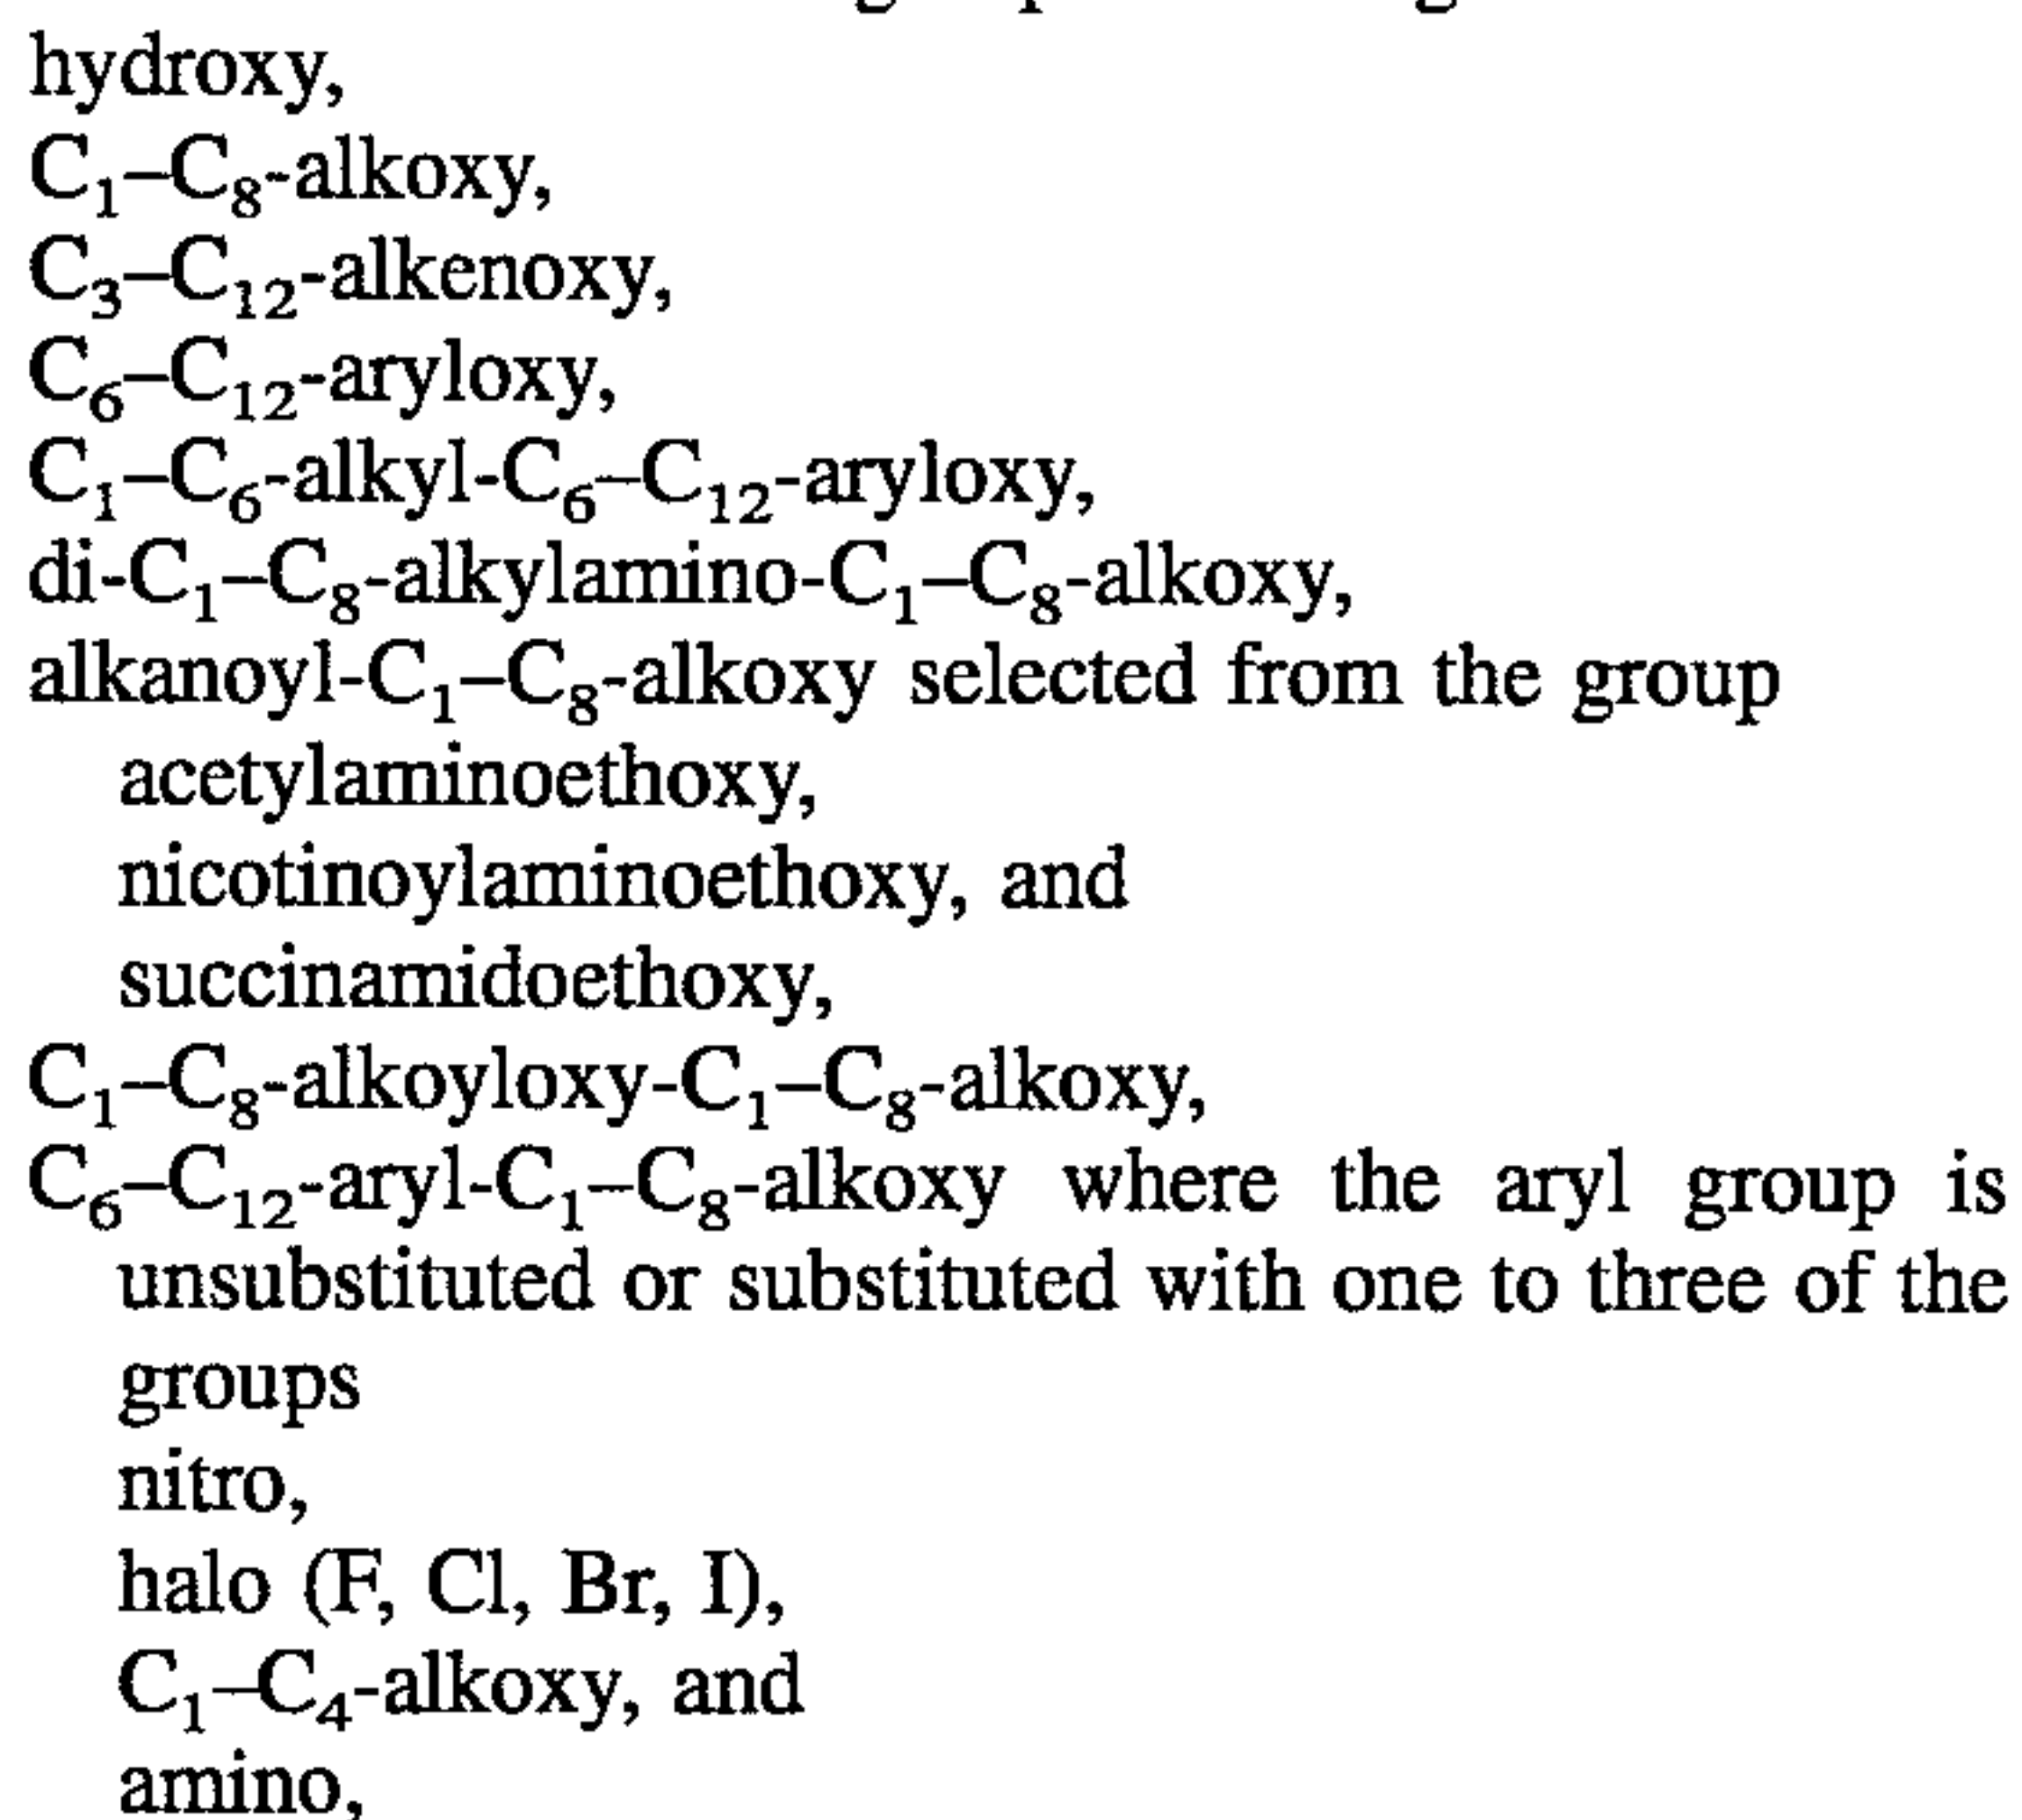 hydroxy,
C₁–C₈-alkoxy,
C₃–C₁₂-alkenoxy,
C₆–C₁₂-aryloxy,
C₁–C₆-alkyl-C₆–C₁₂-aryloxy,
di-C₁–C₈-alkylamino-C₁–C₈-alkoxy,
alkanoyl-C₁–C₈-alkoxy selected from the group
acetylaminoethoxy,
nicotinoylaminoethoxy, and
succinamidoethoxy,
C₁–C₈-alkoyloxy-C₁–C₈-alkoxy,
C₆–C₁₂-aryl-C₁–C₈-alkoxy where the aryl group is
unsubstituted or substituted with one to three of the
groups
nitro,
halo (F, Cl, Br, I),
C₁–C₄-alkoxy, and
amino,